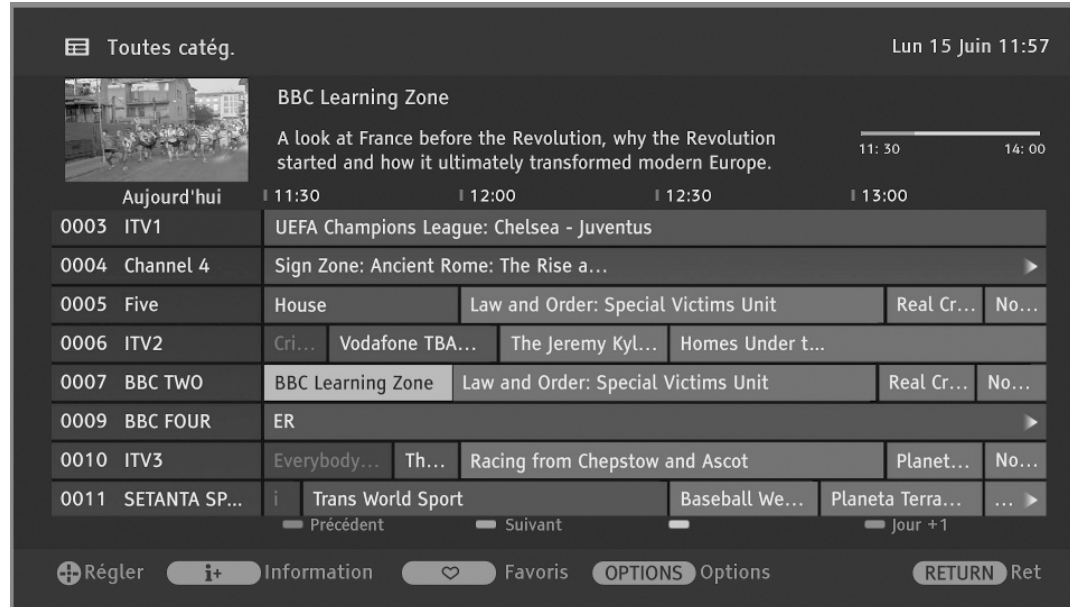 Toutes catég.
Lun 15 Juin 11:57
BBC Learning Zone
A look at France before the Revolution, why the Revolution
started and how it ultimately transformed modern Europe.
11: 30 14: 00
Aujourd'hui 11:30 12:00 12:30 13:00
0003 ITV1 UEFA Champions League: Chelsea - Juventus
0004 Channel 4 Sign Zone: Ancient Rome: The Rise a...
0005 Five House Law and Order: Special Victims Unit Real Cr... No...
0006 ITV2 Cri... Vodafone TBA... The Jeremy Kyl... Homes Under t...
0007 BBC TWO BBC Learning Zone Law and Order: Special Victims Unit Real Cr... No...
0009 BBC FOUR ER
0010 ITV3 Everybody... Th... Racing from Chepstow and Ascot Planet... No...
0011 SETANTA SP... i Trans World Sport Baseball We... Planeta Terra... ...
Précédent Suivant Jour +1
Régler i+ Information Favoris OPTIONS Options RETURN Ret